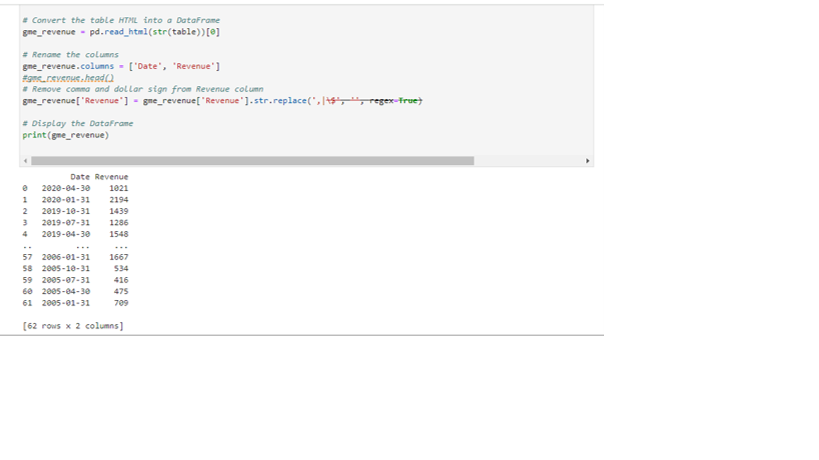 # Convert the table HTML into a DataFrame
gme_revenue = pd.read_html(str(table))[0]
# Rename the columns
gme_revenue.columns = ['Date', 'Revenue']
#gme_revenue.head()
# Remove comma and dollar sign from Revenue column
gme_revenue['Revenue'] = gme_revenue['Revenue'].str.replace(',|\$', '', regex=True)
# Display the DataFrame
print(gme_revenue)
Date Revenue
0 2020-04-30 1021
1 2020-01-31 2194
2 2019-10-31 1439
3 2019-07-31 1286
4 2019-04-30 1548
.. ... ...
57 2006-01-31 1667
58 2005-10-31 534
59 2005-07-31 416
60 2005-04-30 475
61 2005-01-31 709
[62 rows x 2 columns]